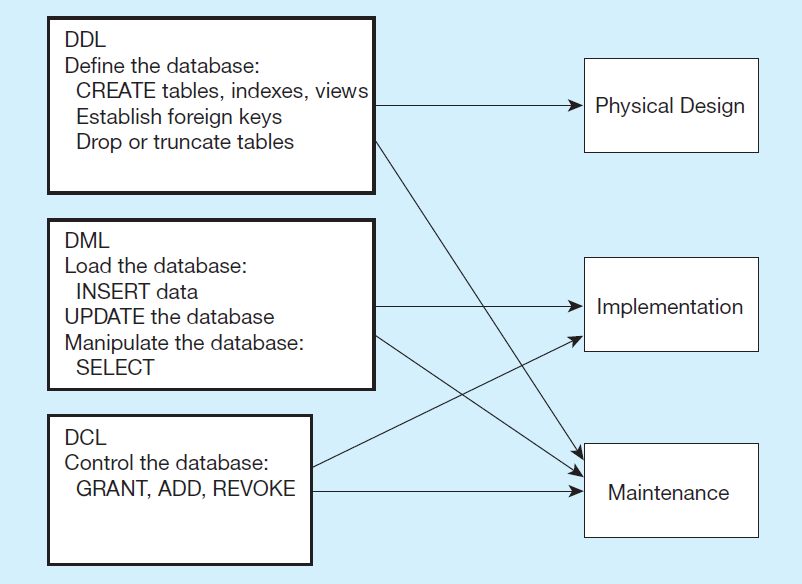 DDL
Define the database:
CREATE tables, indexes, views
Establish foreign keys
Drop or truncate tables
Physical Design
DML
Load the database:
INSERT data
UPDATE the database
Manipulate the database:
SELECT
Implementation
DCL
Control the database:
GRANT, ADD, REVOKE
Maintenance